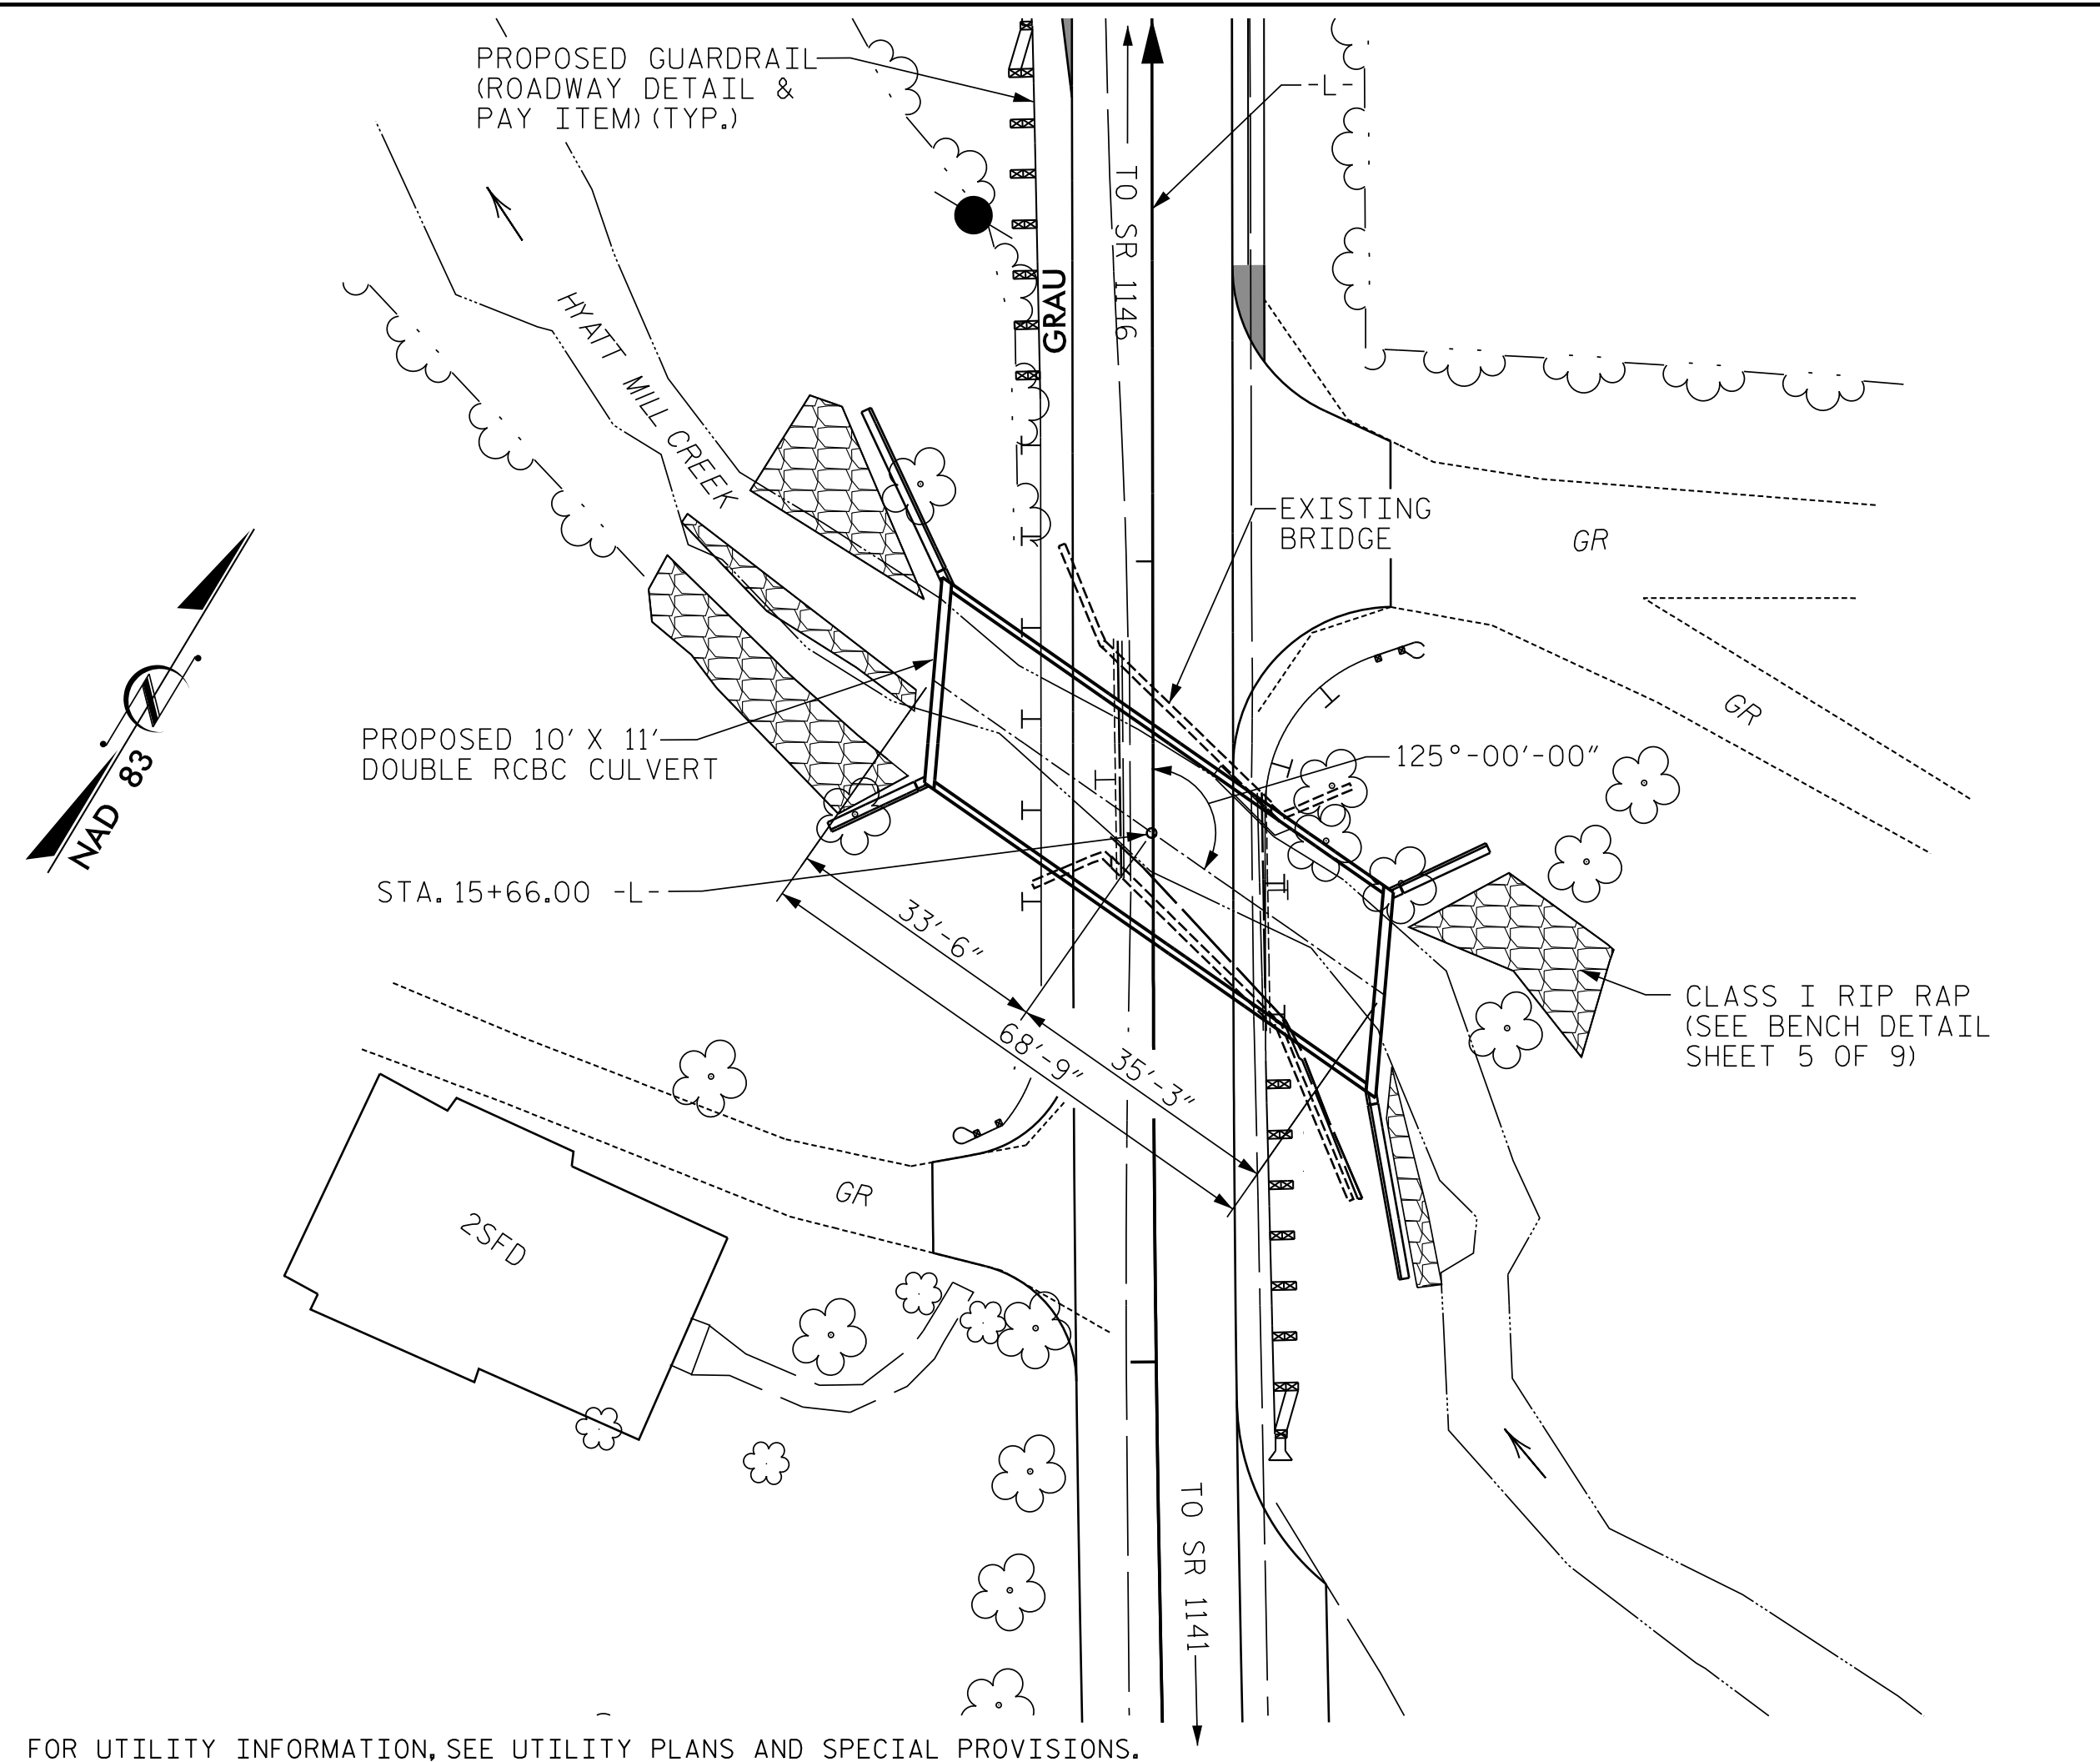 PROPOSED GUARDRAIL
(ROADWAY DETAIL &
PAY ITEM) (TYP.)
-L-
TO SR 1146
GRAU
HYATT MILL CREEK
EXISTING
BRIDGE
GR
GR
NAD 83
PROPOSED 10' X 11'
DOUBLE RCBC CULVERT
125°-00'-00"
STA. 15+66.00 -L-
33'-6"
68'-9"
35'-3"
CLASS I RIP RAP
(SEE BENCH DETAIL
SHEET 5 OF 9)
GR
2SFD
TO SR 1141
FOR UTILITY INFORMATION, SEE UTILITY PLANS AND SPECIAL PROVISIONS.